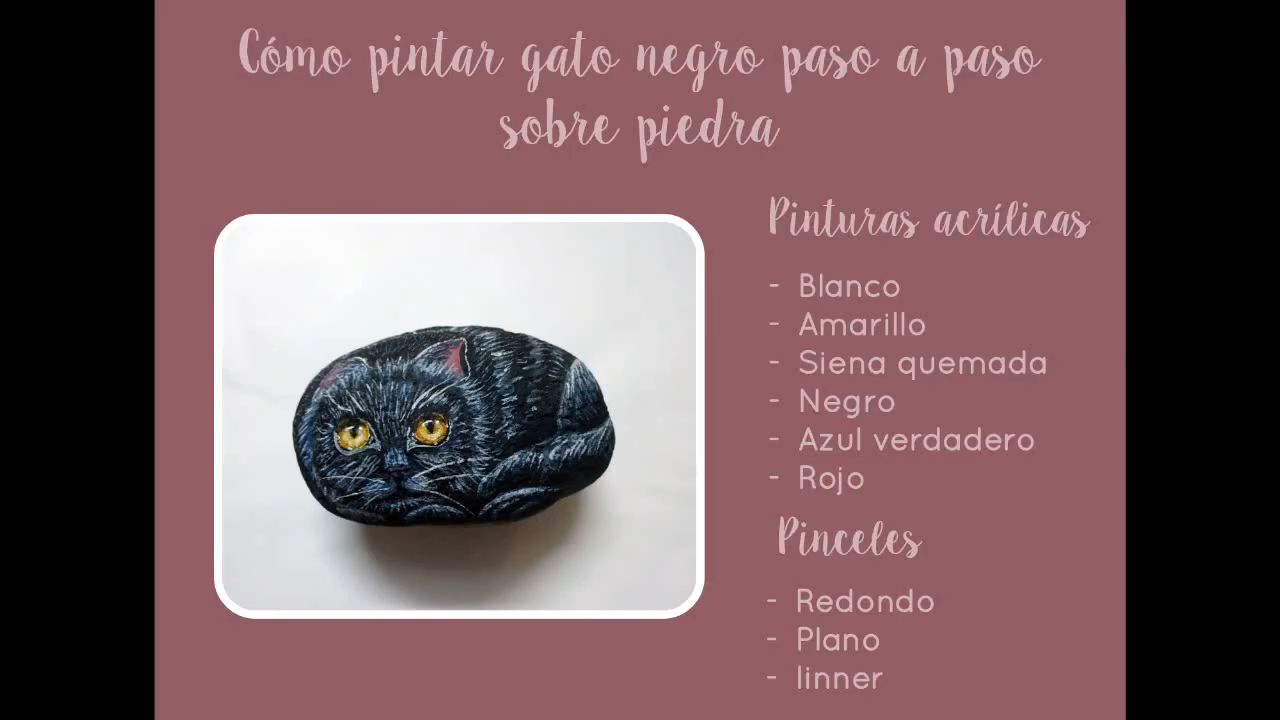 Cómo pintar gato negro paso a paso
sobre piedra
Pinturas acrílicas
- Blanco
- Amarillo
- Siena quemada
- Negro
- Azul verdadero
- Rojo
Pinceles
- Redondo
- Plano
- linner